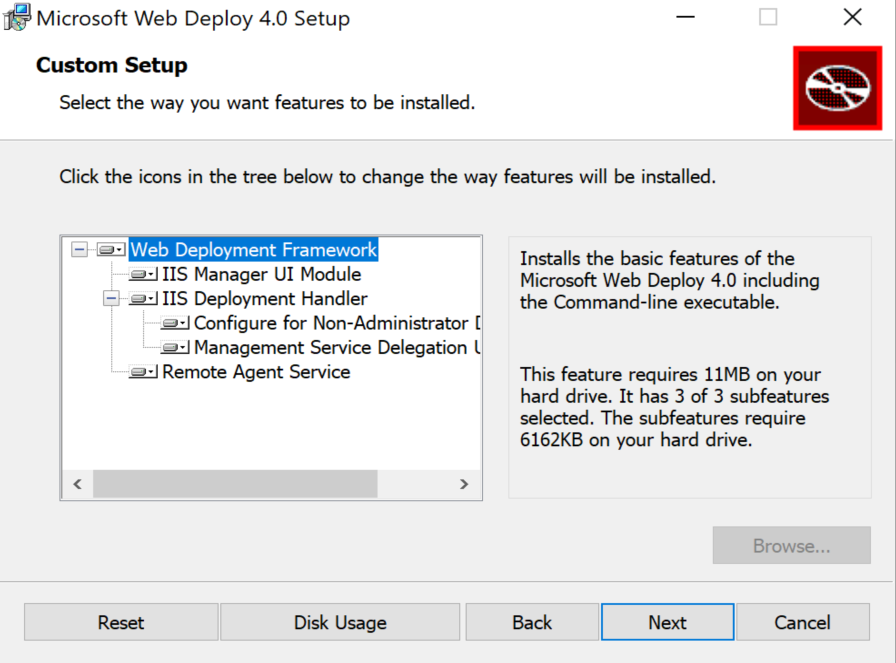 Microsoft Web Deploy 4.0 Setup
Custom Setup
Select the way you want features to be installed.
Click the icons in the tree below to change the way features will be installed.
Web Deployment Framework
IIS Manager UI Module
IIS Deployment Handler
Configure for Non-Administrator
Management Service Delegation
Remote Agent Service
Installs the basic features of the
Microsoft Web Deploy 4.0 including
the Command-line executable.
This feature requires 11MB on your
hard drive. It has 3 of 3 subfeatures
selected. The subfeatures require
6162KB on your hard drive.
Browse...
Reset
Disk Usage
Back
Next
Cancel